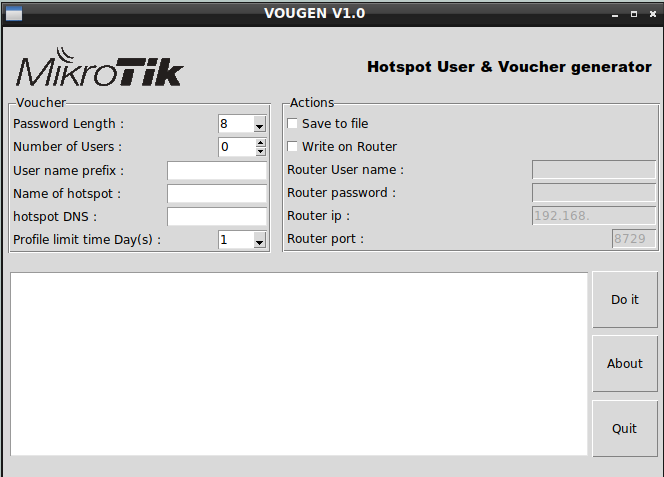 VOUGEN V1.0
MikroTik
Hotspot User & Voucher generator
Voucher
Password Length : 8
Number of Users : 0
User name prefix :
Name of hotspot :
hotspot DNS :
Profile limit time Day(s) : 1
Actions
Save to file
Write on Router
Router User name :
Router password :
Router ip : 192.168.
Router port : 8729
Do it
About
Quit